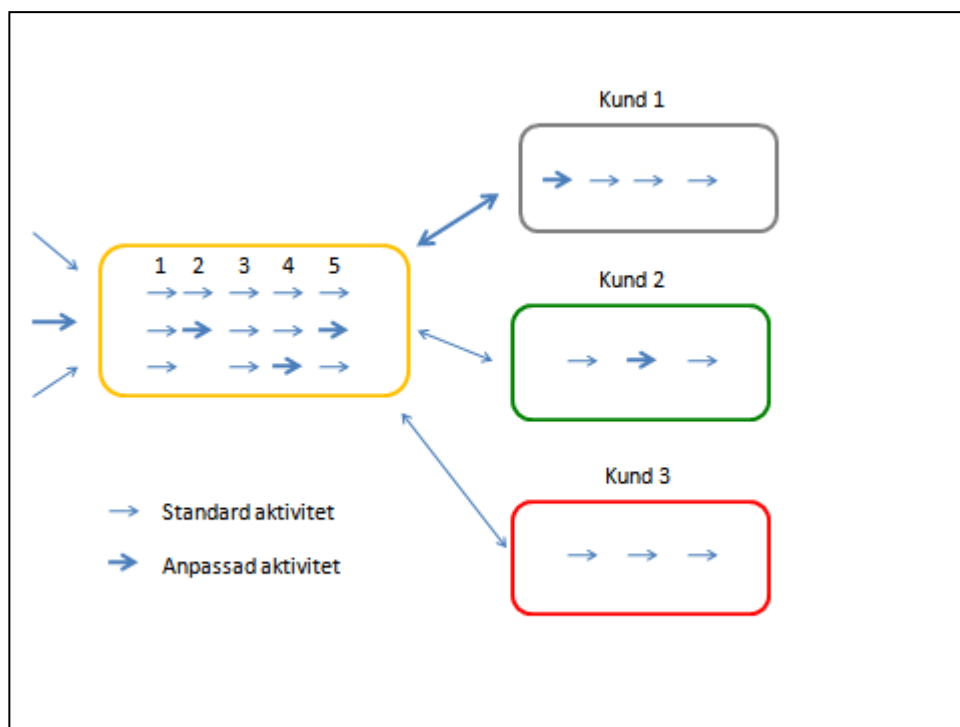 Kund 1
1 2 3 4 5
Kund 2
Kund 3
Standard aktivitet
Anpassad aktivitet